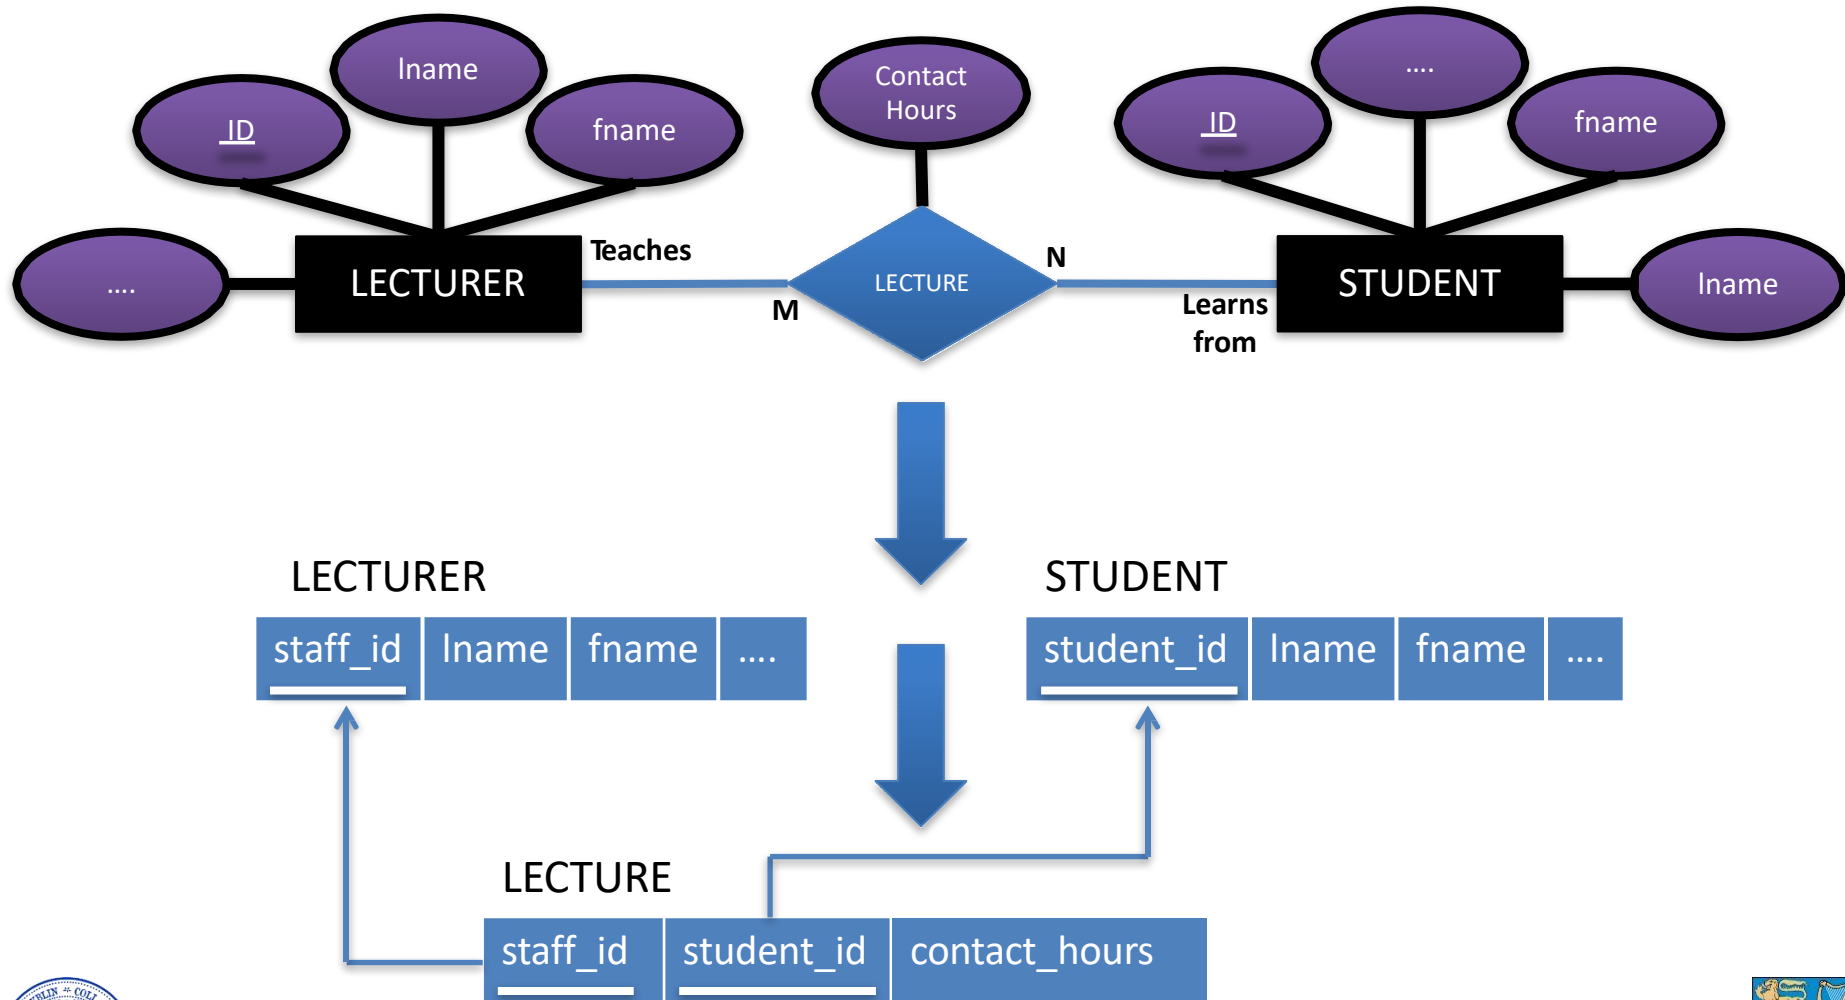 lname
ID
fname
....
LECTURER
Teaches
M
Contact
Hours
LECTURE
N
Learns
from
....
ID
fname
STUDENT
lname
LECTURER
staff_id lname fname ....
STUDENT
student_id lname fname ....
LECTURE
staff_id student_id contact_hours